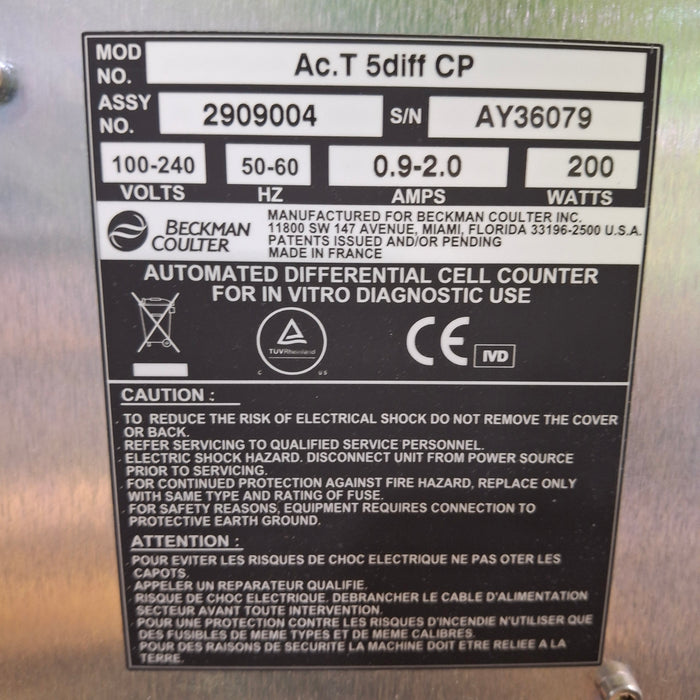 MOD NO. Ac.T 5diff CP
ASSY NO. 2909004 S/N AY36079
100-240 50-60 0.9-2.0 200
VOLTS HZ AMPS WATTS
BECKMAN COULTER
MANUFACTURED FOR BECKMAN COULTER INC.
11800 SW 147 AVENUE, MIAMI, FLORIDA 33196-2500 U.S.A.
PATENTS ISSUED AND/OR PENDING
MADE IN FRANCE
AUTOMATED DIFFERENTIAL CELL COUNTER
FOR IN VITRO DIAGNOSTIC USE
TUVRheinland
C US
CE IVD
CAUTION :
. TO REDUCE THE RISK OF ELECTRICAL SHOCK DO NOT REMOVE THE COVER
OR BACK.
. REFER SERVICING TO QUALIFIED SERVICE PERSONNEL.
. ELECTRIC SHOCK HAZARD. DISCONNECT UNIT FROM POWER SOURCE
PRIOR TO SERVICING.
. FOR CONTINUED PROTECTION AGAINST FIRE HAZARD, REPLACE ONLY
WITH SAME TYPE AND RATING OF FUSE.
. FOR SAFETY REASONS, EQUIPMENT REQUIRES CONNECTION TO
PROTECTIVE EARTH GROUND.
ATTENTION :
. POUR EVITER LES RISQUES DE CHOC ELECTRIQUE NE PAS OTER LES
CAPOTS.
. APPELER UN REPARATEUR QUALIFIE.
. RISQUE DE CHOC ELECTRIQUE. DEBRANCHER LE CABLE D'ALIMENTATION
SECTEUR AVANT TOUTE INTERVENTION.
. POUR UNE PROTECTION CONTRE LES RISQUES D'INCENDIE N'UTILISER QUE
DES FUSIBLES DE MEME TYPES ET DE MEME CALIBRES.
. POUR DES RAISONS DE SECURITE LA MACHINE DOIT ETRE RELIEE A LA
TERRE.